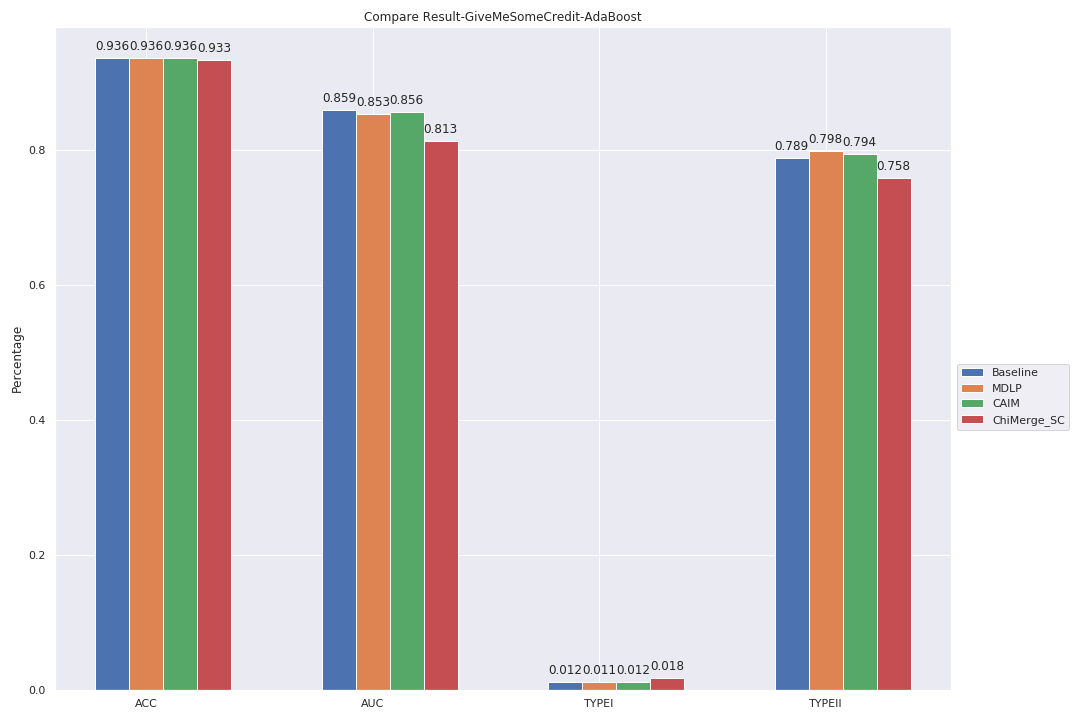 Compare Result-GiveMeSomeCredit-AdaBoost
0.936 0.936 0.936 0.933
0.859 0.853 0.856 0.813
0.012 0.011 0.012 0.018
0.789 0.798 0.794 0.758
Percentage
0.8
0.6
0.4
0.2
0.0
ACC AUC TYPEI TYPEII
Baseline
MDLP
CAIM
ChiMerge_SC